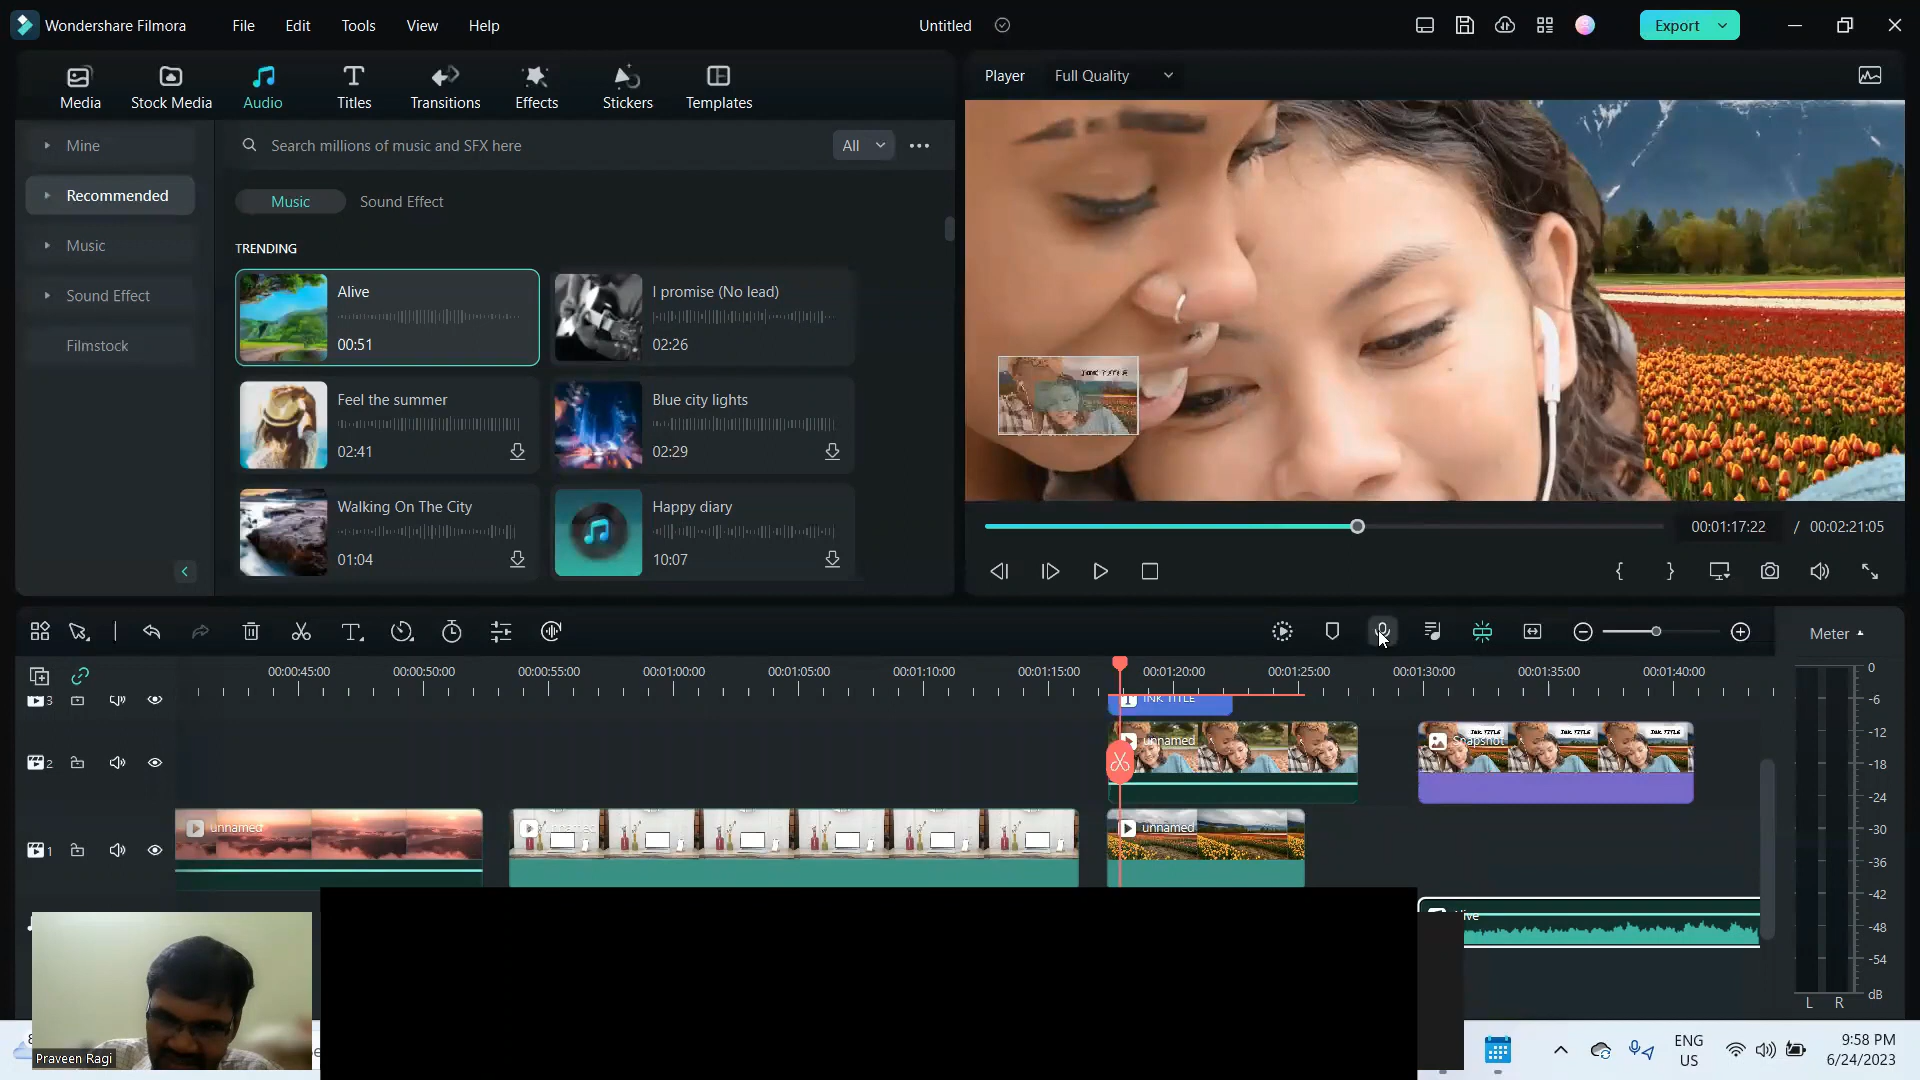 Wondershare Filmora File Edit Tools View Help Untitled Export
Media Stock Media Audio Titles Transitions Effects Stickers Templates
Player Full Quality
Mine
Recommended
Music
Sound Effect
Filmstock
Search millions of music and SFX here All
Music Sound Effect
TRENDING
Alive
00:51
I promise (No lead)
02:26
Feel the summer
02:41
Blue city lights
02:29
Walking On The City
01:04
Happy diary
10:07
INK TITLE
00:01:17:22 / 00:02:21:05
Meter
00:00:45:00 00:00:50:00 00:00:55:00 00:01:00:00 00:01:05:00 00:01:10:00 00:01:15:00 00:01:20:00 00:01:25:00 00:01:30:00 00:01:35:00 00:01:40:00
3
INK TITLE
2
unnamed
Snapshot
INK TITLE INK TITLE INK TITLE
1
unnamed
unnamed
0
-6
-12
-18
-24
-30
-36
-42
-48
-54
dB
L R
Praveen Ragi
ENG
US
9:58 PM
6/24/2023